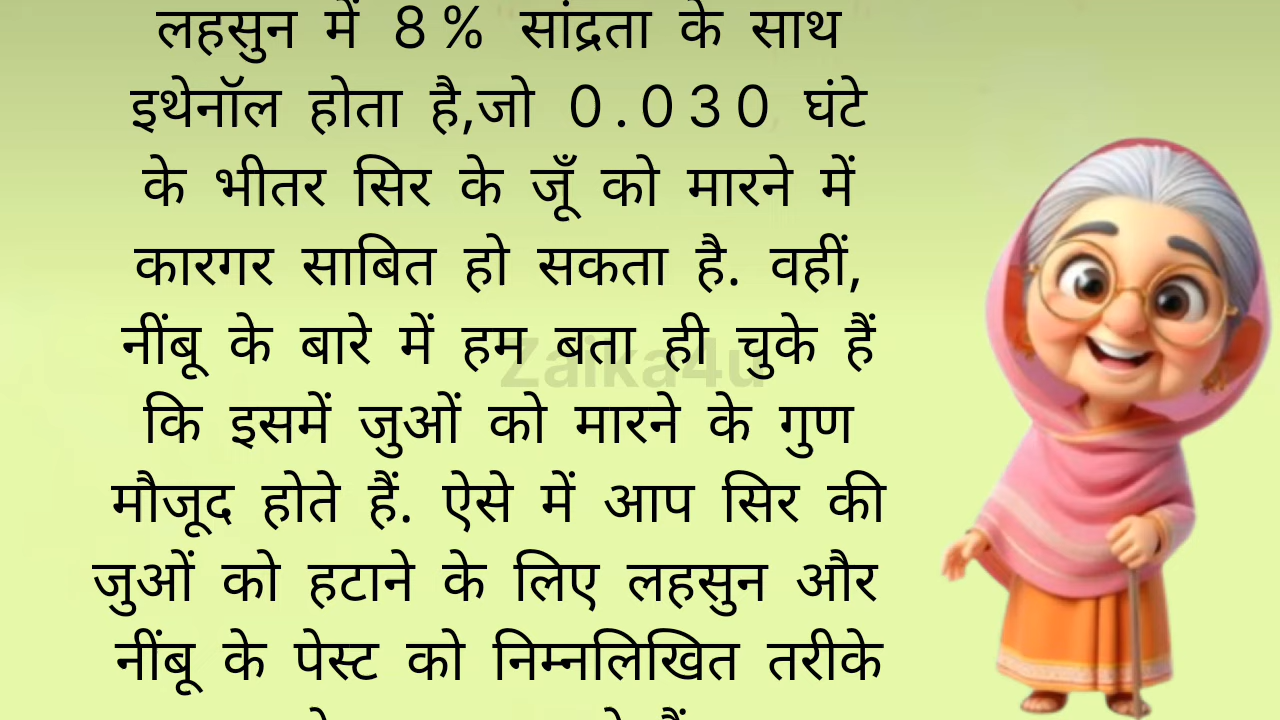 लहसुन में 8% सांद्रता के साथ
इथेनॉल होता है,जो 0.030 घंटे
के भीतर सिर के जूँ को मारने में
कारगर साबित हो सकता है. वहीं,
नींबू के बारे में हम बता ही चुके हैं
Zaika4u
कि इसमें जुओं को मारने के गुण
मौजूद होते हैं. ऐसे में आप सिर की
जुओं को हटाने के लिए लहसुन और
नींबू के पेस्ट को निम्नलिखित तरीके